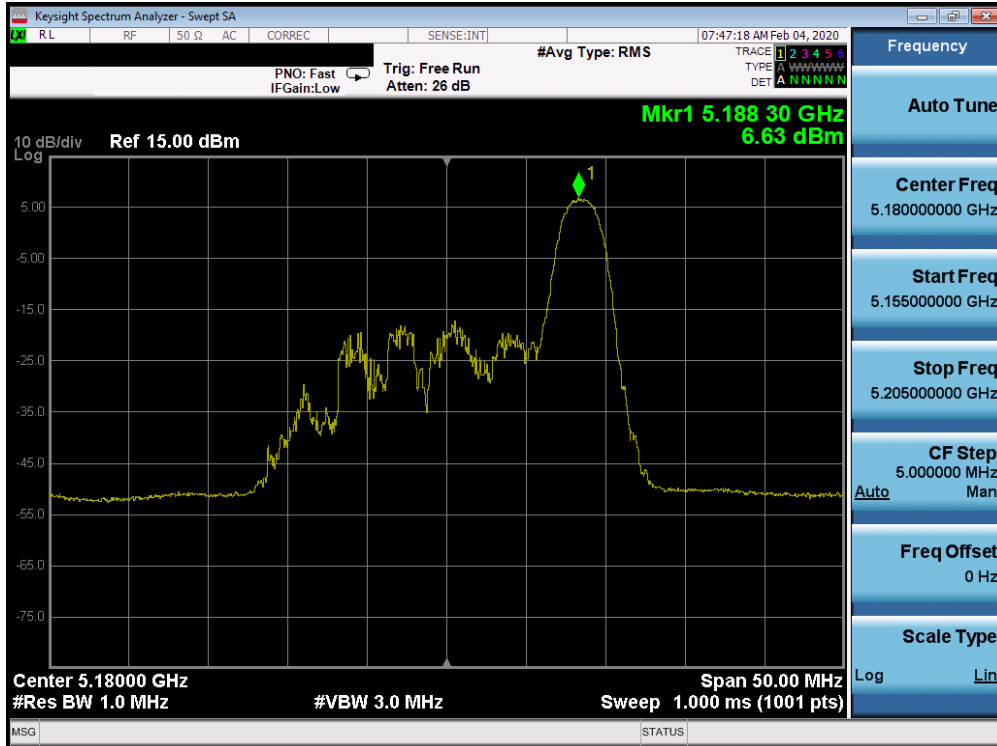 Keysight Spectrum Analyzer - Swept SA
LXI RL RF 50 Ω AC CORREC SENSE:INT 07:47:18 AM Feb 04, 2020
PNO: Fast
IFGain:Low
Trig: Free Run
Atten: 26 dB
#Avg Type: RMS
TRACE 1 2 3 4 5 6
TYPE A WWWWW
DET A N N N N N
Mkr1 5.188 30 GHz
6.63 dBm
10 dB/div Ref 15.00 dBm
Log
1
5.00
-5.00
-15.0
-25.0
-35.0
-45.0
-55.0
-65.0
-75.0
Center 5.18000 GHz Span 50.00 MHz
#Res BW 1.0 MHz #VBW 3.0 MHz Sweep 1.000 ms (1001 pts)
MSG STATUS
Frequency
Auto Tune
Center Freq
5.180000000 GHz
Start Freq
5.155000000 GHz
Stop Freq
5.205000000 GHz
CF Step
5.000000 MHz
Auto Man
Freq Offset
0 Hz
Scale Type
Log Lin